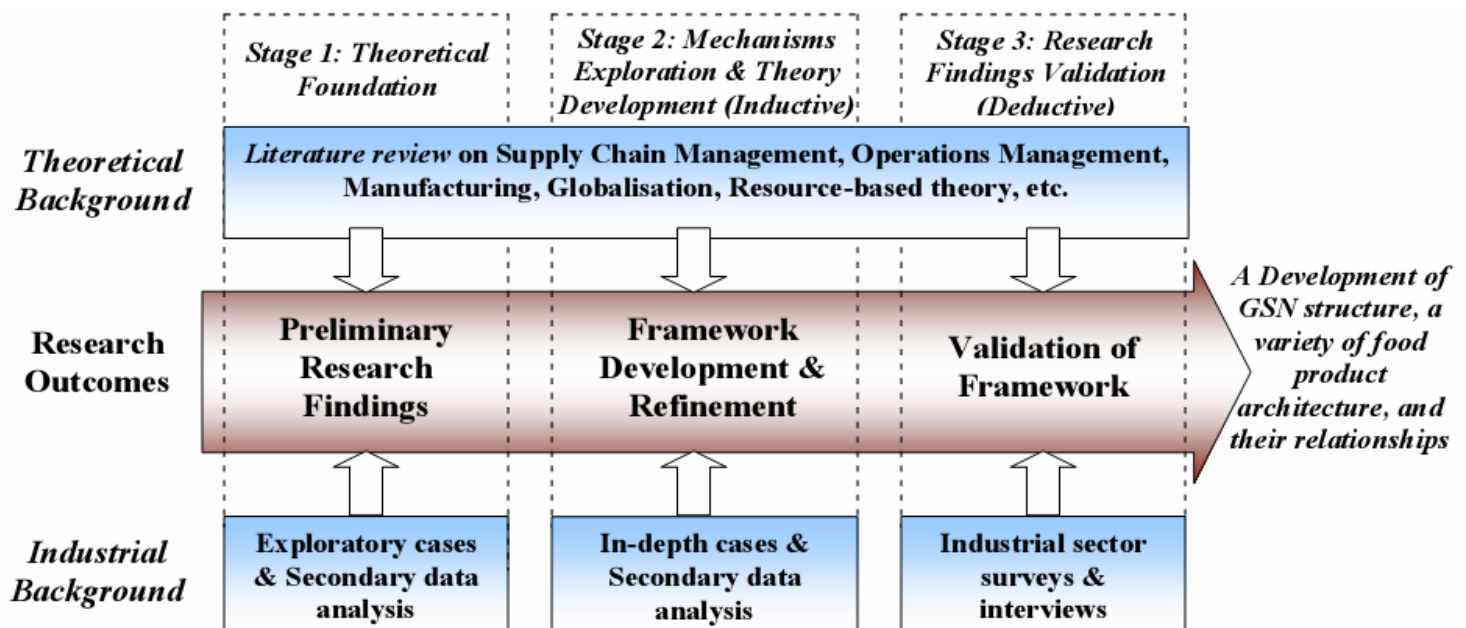 Stage 1: Theoretical
Foundation
Stage 2: Mechanisms
Exploration & Theory
Development (Inductive)
Stage 3: Research
Findings Validation
(Deductive)
Theoretical
Background
Literature review on Supply Chain Management, Operations Management,
Manufacturing, Globalisation, Resource-based theory, etc.
Research
Outcomes
Preliminary
Research
Findings
Framework
Development &
Refinement
Validation of
Framework
A Development of
GSN structure, a
variety of food
product
architecture, and
their relationships
Industrial
Background
Exploratory cases
& Secondary data
analysis
In-depth cases &
Secondary data
analysis
Industrial sector
surveys &
interviews